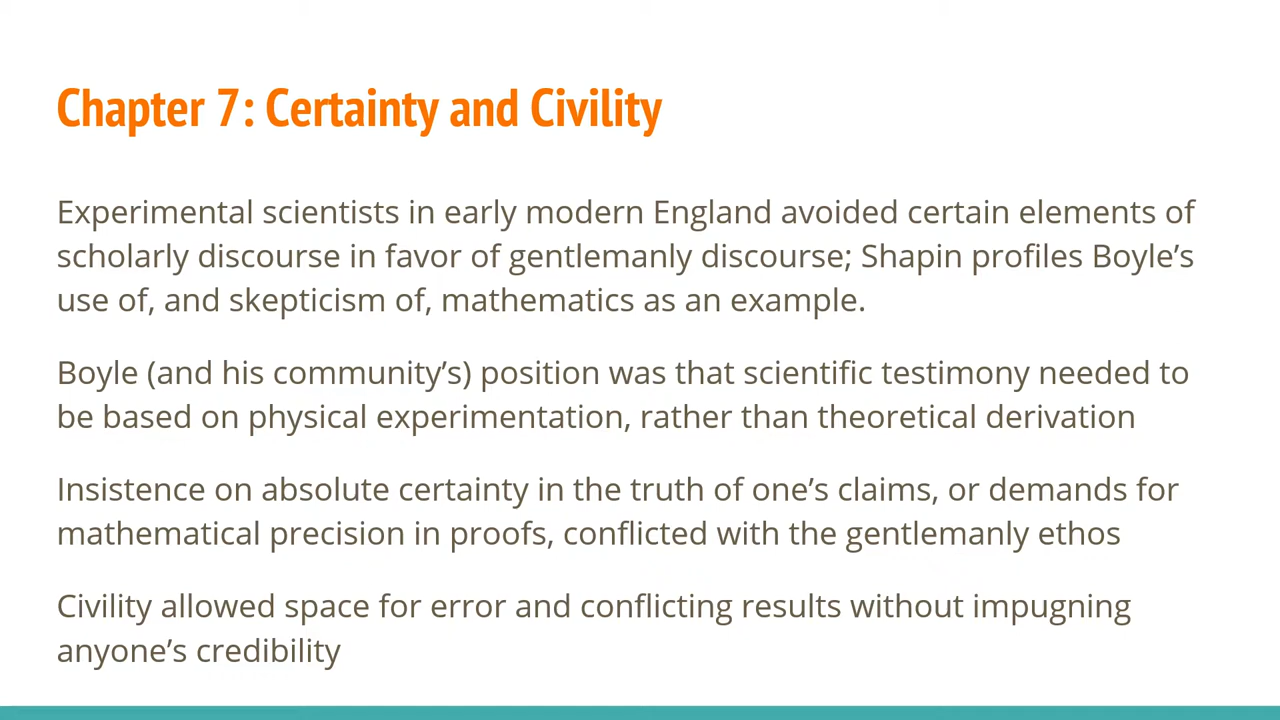 Chapter 7: Certainty and Civility
Experimental scientists in early modern England avoided certain elements of
scholarly discourse in favor of gentlemanly discourse; Shapin profiles Boyle’s
use of, and skepticism of, mathematics as an example.
Boyle (and his community’s) position was that scientific testimony needed to
be based on physical experimentation, rather than theoretical derivation
Insistence on absolute certainty in the truth of one’s claims, or demands for
mathematical precision in proofs, conflicted with the gentlemanly ethos
Civility allowed space for error and conflicting results without impugning
anyone’s credibility